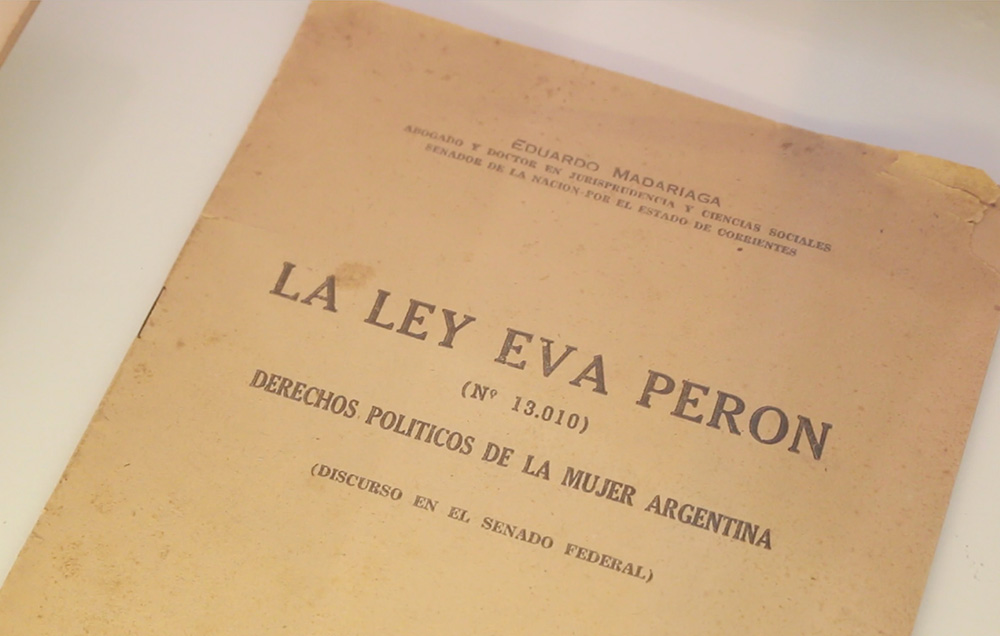 EDUARDO MADARIAGA
ABOGADO Y DOCTOR EN JURISPRUDENCIA Y CIENCIAS SOCIALES
SENADOR DE LA NACION POR EL ESTADO DE CORRIENTES
LA LEY EVA PERON
(Nº 13.010)
DERECHOS POLITICOS DE LA MUJER ARGENTINA
(DISCURSO EN EL SENADO FEDERAL)